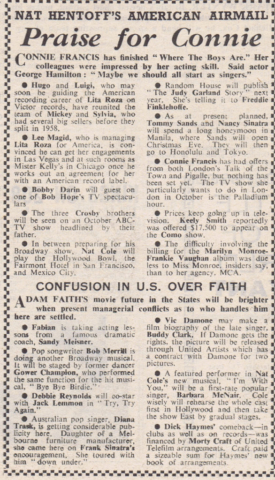 NAT HENTOFF'S AMERICAN AIRMAIL
Praise for Connie
CONNIE FRANCIS has finished "Where The Boys Are." Her
colleagues were impressed by her acting skill. Said actor
George Hamilton: "Maybe we should all start as singers."
● Hugo and Luigi, who may
soon be guiding the American
recording career of Lita Roza on
Victor records, have reunited the
team of Mickey and Sylvia, who
had several big sellers before they
split in 1958.
● Lee Magid, who is managing
Lita Roza for America, is con-
vinced he can get her engagements
in Las Vegas and at such rooms as
Mister Kelly's in Chicago once he
works out an agreement for her
with an American record label.
● Bobby Darin will guest on
one of Bob Hope's TV spectacu-
lars
● The three Crosby brothers
will be seen on an October ABC-
TV show headlined by their
father.
● In between preparing for his
Broadway show, Nat Cole will
play the Hollywood Bowl, the
Fairmont Hotel in San Francisco,
and Mexico City.
● Random House will publish
"The Judy Garland Story" next
year. She's telling it to Freddie
Finklehoffe.
● As at present planned,
Tommy Sands and Nancy Sinatra
will spend a long honeymoon in
Manila, where Sands will open
Christmas Eve. They will then
go to Honolulu and Tokyo.
● Connie Francis has had offers
from both London's Talk of the
Town and Pigalle, but nothing has
been set yet. The TV show she
particularly wants to do in Lon-
don in October is the Palladium
hour.
● Prices keep going up in tele-
vision. Keely Smith reportedly
was offered $17,500 to appear on
the Como show.
● The difficulty involving the
billing for the Marilyn Monroe-
Frankie Vaughan album was due
less to Miss Monroe, insiders say,
than to her agency, MCA.
CONFUSION IN U.S. OVER FAITH
ADAM FAITH'S movie future in the States will be brighter
when present managerial conflicts as to who handles him
here are settled.
● Fabian is taking acting les-
sons from a famous dramatic
coach, Sandy Meisner.
● Pop songwriter Bob Merrill is
doing another Broadway musical.
It will be staged by former dancer
Gower Champion, who performed
the same function for the hit musi-
cal, "Bye Bye Birdie."
● Debbie Reynolds will co-star
with Jack Lemmon in "Try, Try
Again."
● Australian pop singer, Diana
Trask, is getting considerable pub-
licity here. Daughter of a Mel-
bourne furniture manufacturer,
she came here on Frank Sinatra's
encouragement. She toured with
him "down under."
● Vic Damone may make a
film biography of the late singer,
Buddy Clark. If Damone gets the
rights, the picture will be released
through United Artists which has
a contract with Damone for two
pictures.
● A featured performer in Nat
Cole's new musical, "I'm With
You," will be a first-rate popular
singer, Barbara McNair. Cole
wisely will rehearse the whole show
first in Hollywood and then take
the show East by gradual stages.
● Dick Haymes' comeback—in
clubs as well as on records—was
financed by Morty Craft of United
Telefilm arrangements. Craft paid
a sizeable sum for Haymes' new
book of arrangements.